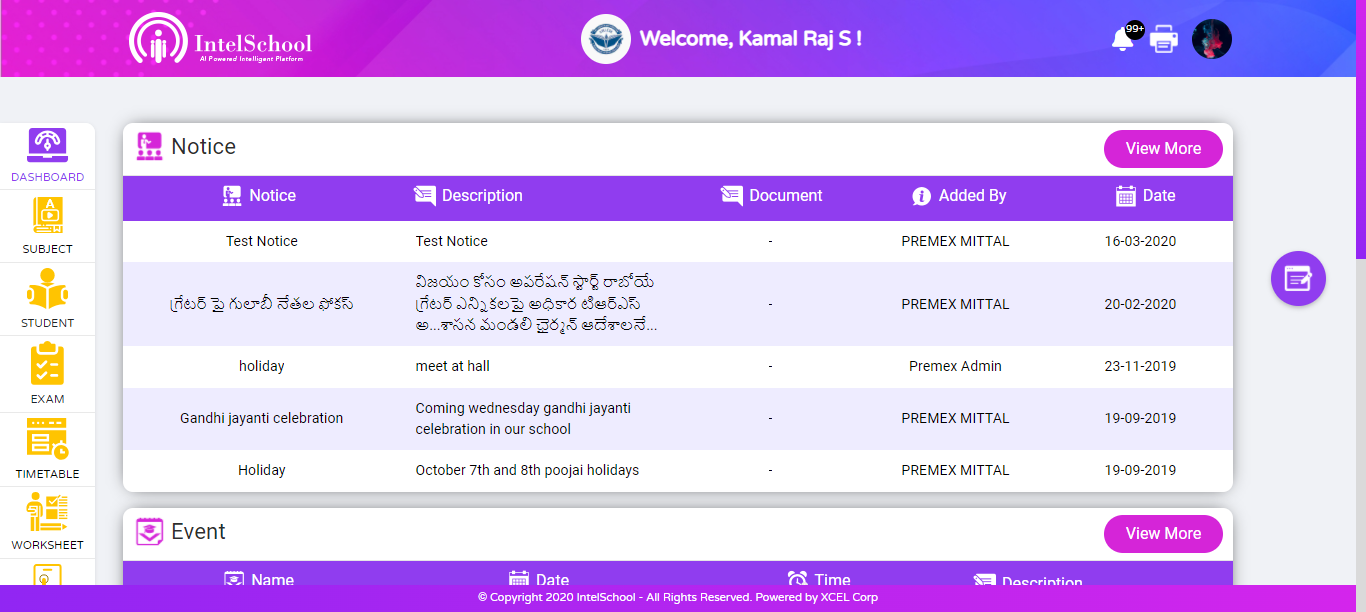 IntelSchool
AI Powered Intelligent Platform
Welcome, Kamal Raj S !
99+
DASHBOARD
SUBJECT
STUDENT
EXAM
TIMETABLE
WORKSHEET
Notice
View More
Notice Description Document Added By Date
Test Notice Test Notice - PREMEX MITTAL 16-03-2020
విజయం కోసం అపరేషన్ స్టార్ట్ రాబోయే
గ్రేటర్ పై గులాబీ నేతల ఫోకస్ గ్రేటర్ ఎన్నికలపై అధికార టిఆర్ఎస్ - PREMEX MITTAL 20-02-2020
అ...శాసన మండలి ఛైర్మన్ ఆదేశాలనే...
holiday meet at hall - Premex Admin 23-11-2019
Gandhi jayanti celebration Coming wednesday gandhi jayanti - PREMEX MITTAL 19-09-2019
celebration in our school
Holiday October 7th and 8th poojai holidays - PREMEX MITTAL 19-09-2019
Event
View More
Name Date Time Description
© Copyright 2020 IntelSchool - All Rights Reserved. Powered by XCEL Corp